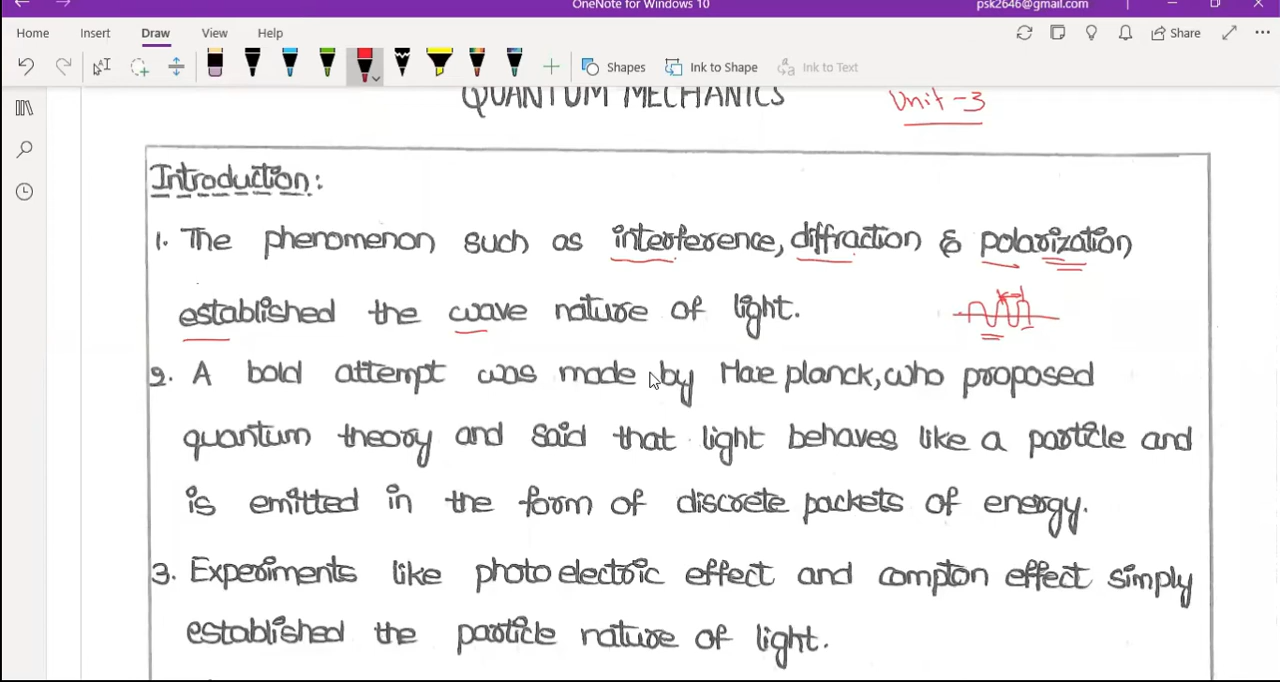 OneNote for Windows 10
psk2646@gmail.com
Home Insert Draw View Help
Share
Shapes Ink to Shape Ink to Text
QUANTUM MECHANICS Unit-3
Introduction:
1. The phenomenon such as interference, diffraction & polarization
established the wave nature of light.
2. A bold attempt was made by Max planck, who proposed
quantum theory and said that light behaves like a particle and
is emitted in the form of discrete packets of energy.
3. Experiments like photo electric effect and compton effect simply
established the particle nature of light.